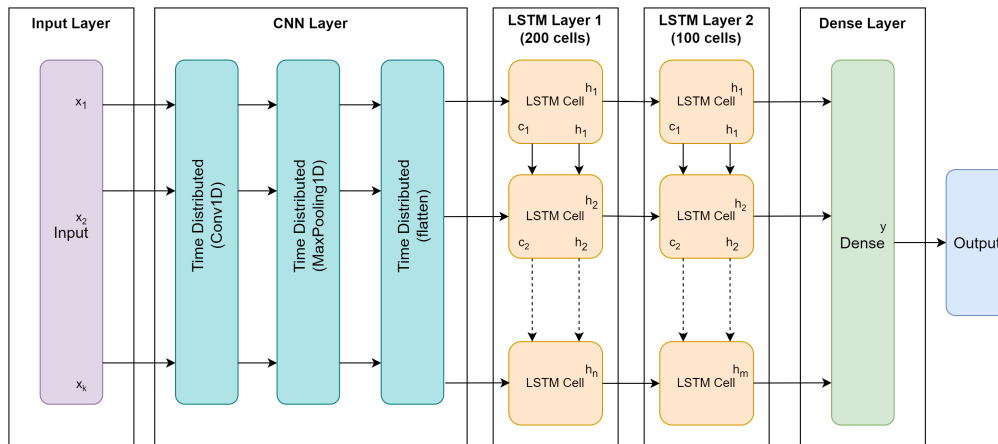 Input Layer
CNN Layer
LSTM Layer 1
(200 cells)
LSTM Layer 2
(100 cells)
Dense Layer
x1
x2
Input
xk
Time Distributed
(Conv1D)
Time Distributed
(MaxPooling1D)
Time Distributed
(flatten)
h1
LSTM Cell
c1
h1
h2
LSTM Cell
c2
h2
hn
LSTM Cell
h1
LSTM Cell
c1
h1
h2
LSTM Cell
c2
h2
hm
LSTM Cell
y
Dense
Output